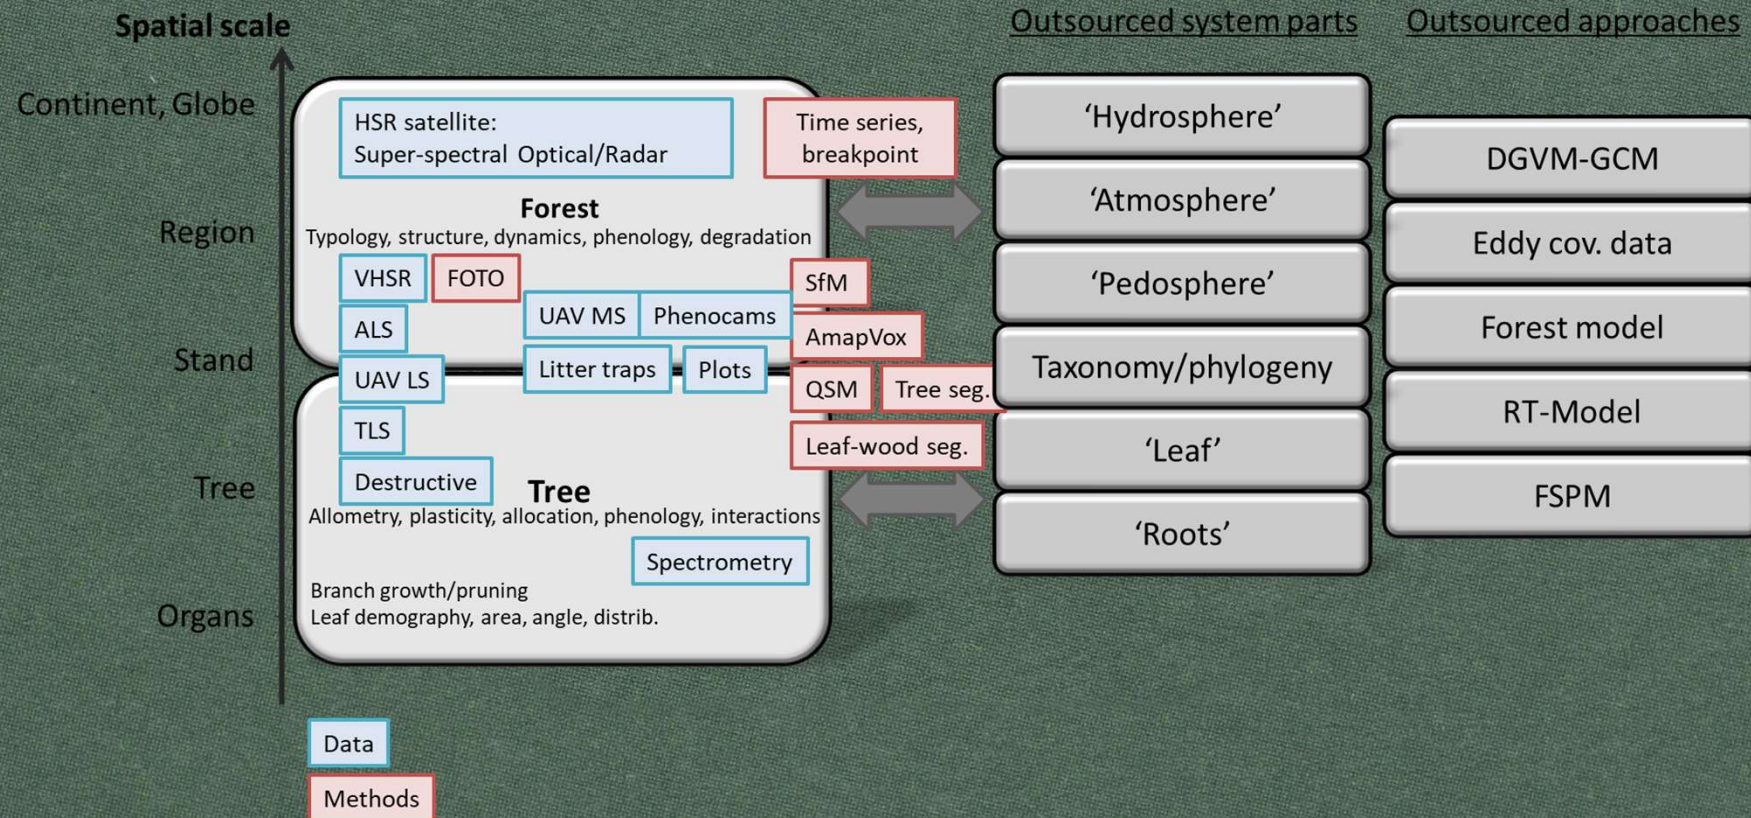 Spatial scale
Outsourced system parts
Outsourced approaches
Continent, Globe
Region
Stand
Tree
Organs
HSR satellite:
Super-spectral Optical/Radar
Time series,
breakpoint
Forest
Typology, structure, dynamics, phenology, degradation
VHSR
FOTO
SfM
UAV MS
Phenocams
ALS
AmapVox
Litter traps
Plots
UAV LS
QSM
Tree seg.
TLS
Leaf-wood seg.
Destructive
Tree
Allometry, plasticity, allocation, phenology, interactions
Spectrometry
Branch growth/pruning
Leaf demography, area, angle, distrib.
‘Hydrosphere’
‘Atmosphere’
‘Pedosphere’
Taxonomy/phylogeny
‘Leaf’
‘Roots’
DGVM-GCM
Eddy cov. data
Forest model
RT-Model
FSPM
Data
Methods